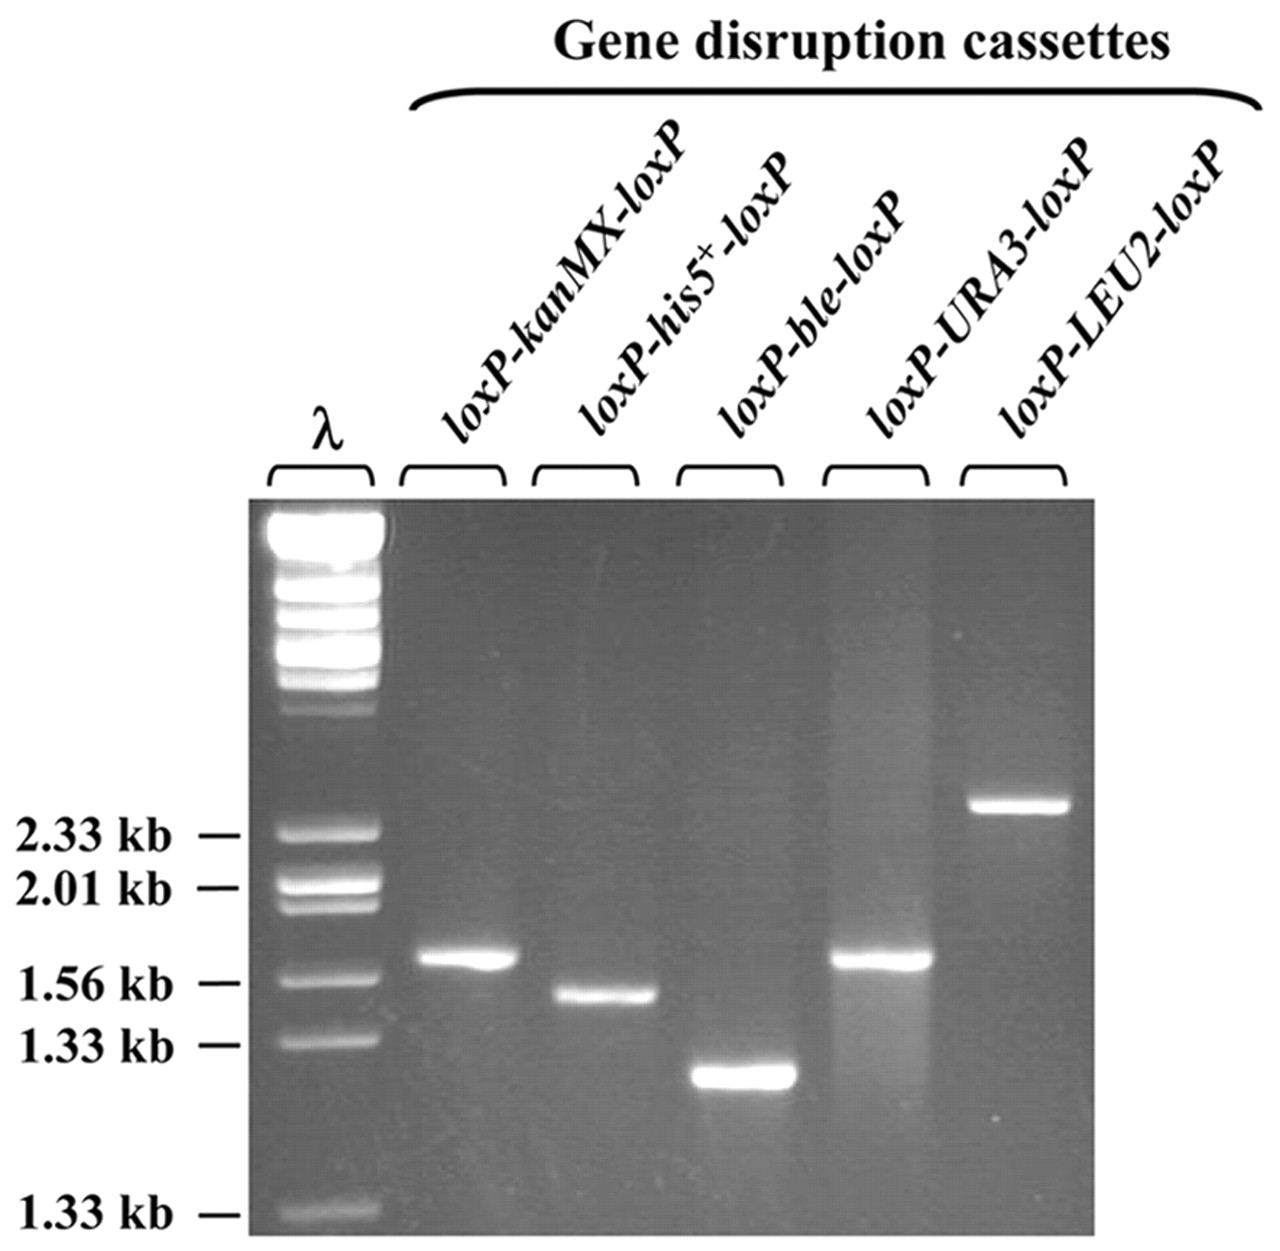 Gene disruption cassettes
λ
loxP-kanMX-loxP
loxP-his5⁺-loxP
loxP-ble-loxP
loxP-URA3-loxP
loxP-LEU2-loxP
2.33 kb
2.01 kb
1.56 kb
1.33 kb
1.33 kb